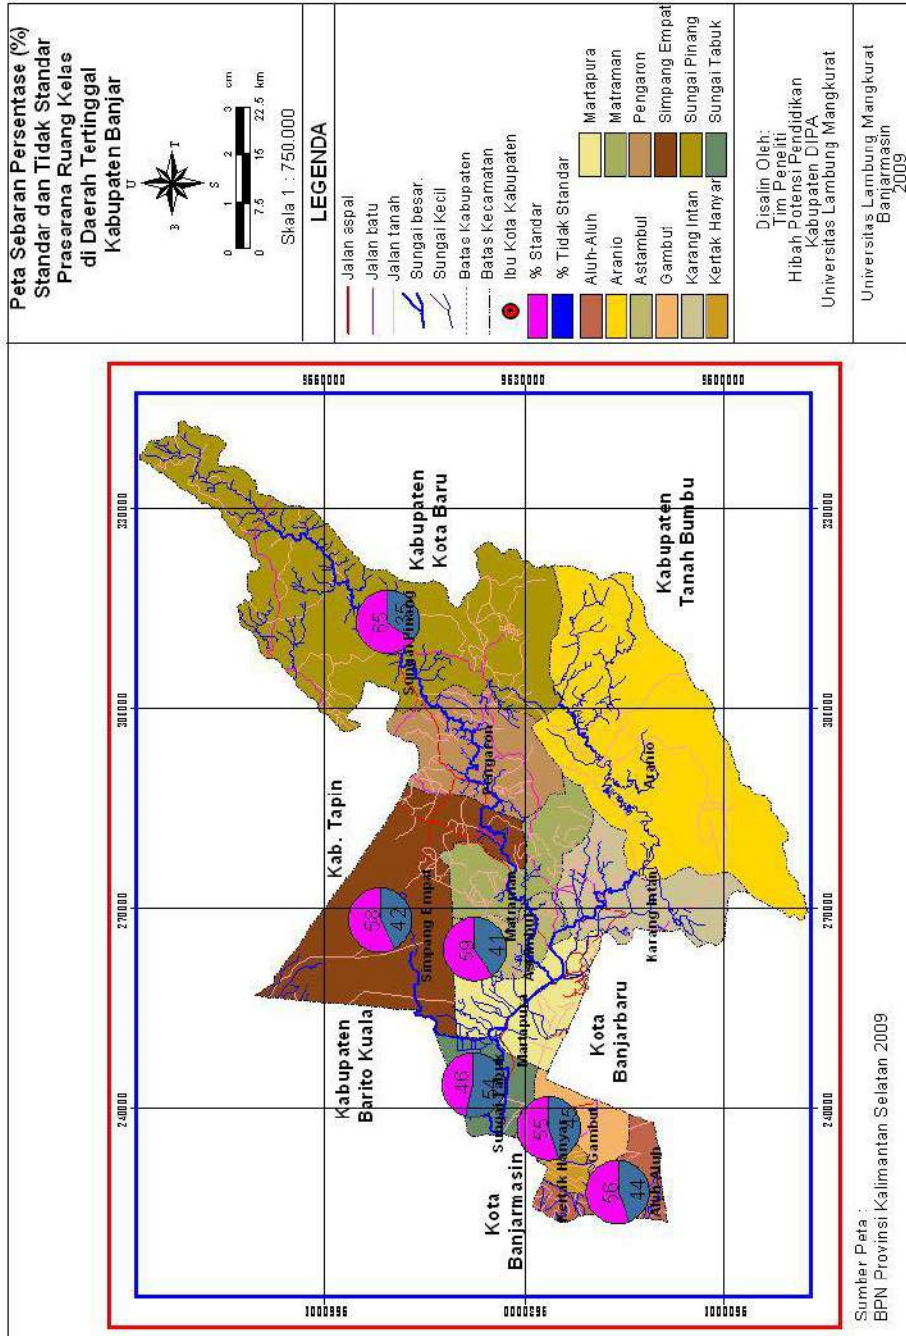 Peta Sebaran Persentase (%)
Standar dan Tidak Standar
Prasarana Ruang Kelas
di Daerah Tertinggal
Kabupaten Banjar
U
B
T
S
0 1 2 3 cm
0 7.5 15 22.5 km
Skala 1 : 750.000
LEGENDA
Jalan aspal
Jalan batu
Jalan tanah
Sungai besar.
Sungai Kecil
Batas Kabupaten
Batas Kecamatan
Ibu Kota Kabupaten
% Standar
% Tidak Standar
Aluh-Aluh
Aranio
Astambul
Gambut
Karang Intan
Kertak Hanyar
Martapura
Matraman
Pengaron
Simpang Empat
Sungai Pinang
Sungai Tabuk
Disalin Oleh:
Tim Peneliti
Hibah Potensi Pendidikan
Kabupaten DIPA
Universitas Lambung Mangkurat
Universitas Lambung Mangkurat
Banjarmasin
2009
240000
270000
301000
330000
9660000
9630000
9600000
240000
270000
301000
330000
Kabupaten
Kota Baru
Kabupaten
Tanah Bumbu
Kab. Tapin
Kabupaten
Barito Kuala
Kota
Banjarmasin
Kota
Banjarbaru
35
Sungai Pinang
Pengaron
Aranio
58
42
Simpang Empat
59
41
Matraman
Karang Intan
Martapura
46
54
Sungai Tabuk
55
45
Kertak Hanyar
Gambut
56
44
Aluh-Aluh
Sumber Peta :
BPN Provinsi Kalimantan Selatan 2009